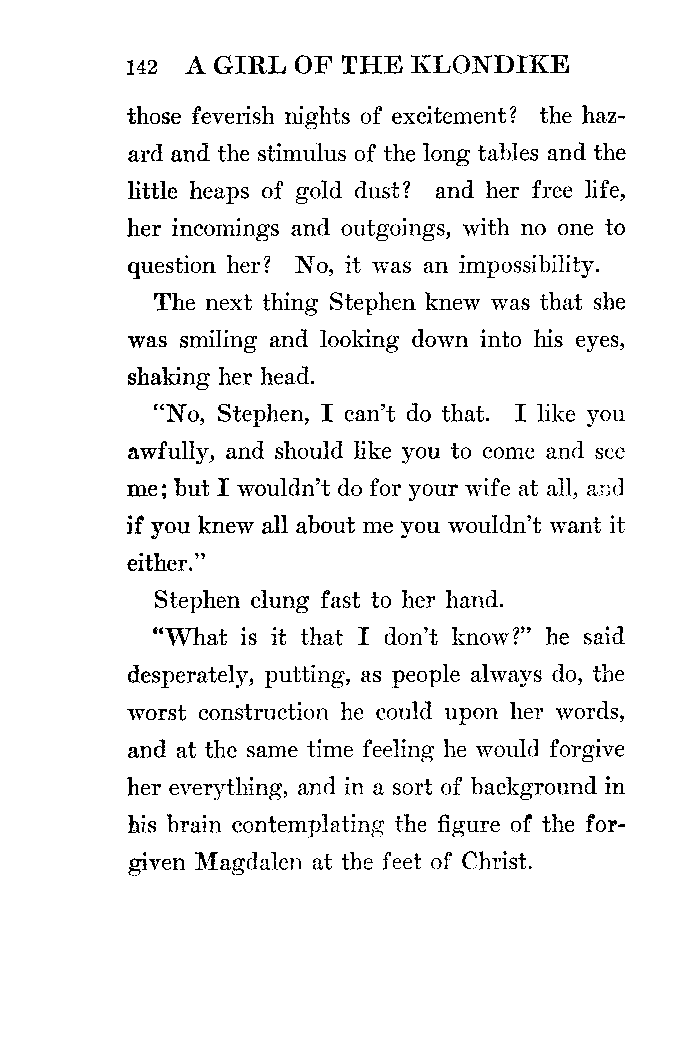 142 A GIRL OF THE KLONDIKE
those feverish nights of excitement? the haz-
ard and the stimulus of the long tables and the
little heaps of gold dust? and her free life,
her incomings and outgoings, with no one to
question her? No, it was an impossibility.
The next thing Stephen knew was that she
was smiling and looking down into his eyes,
shaking her head.
“No, Stephen, I can’t do that. I like you
awfully, and should like you to come and see
me; but I wouldn’t do for your wife at all, and
if you knew all about me you wouldn’t want it
either.”
Stephen clung fast to her hand.
“What is it that I don’t know?” he said
desperately, putting, as people always do, the
worst construction he could upon her words,
and at the same time feeling he would forgive
her everything, and in a sort of background in
his brain contemplating the figure of the for-
given Magdalen at the feet of Christ.